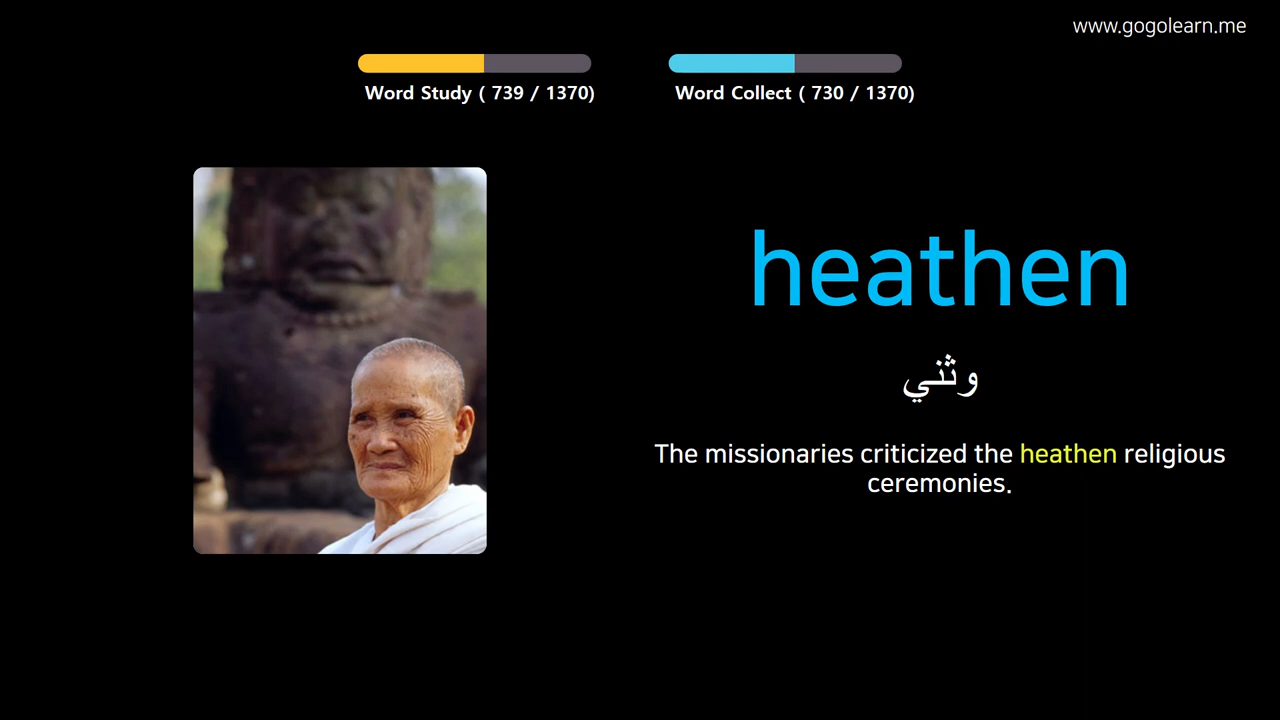 www.gogolearn.me
Word Study ( 739 / 1370)
Word Collect ( 730 / 1370)
heathen
وثني
The missionaries criticized the heathen religious
ceremonies.